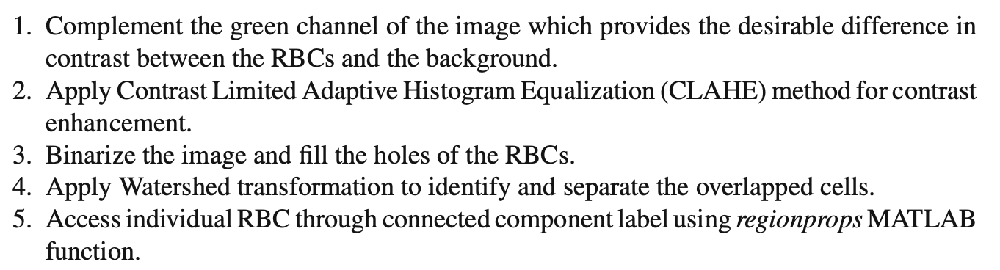 1. Complement the green channel of the image which provides the desirable difference in
contrast between the RBCs and the background.
2. Apply Contrast Limited Adaptive Histogram Equalization (CLAHE) method for contrast
enhancement.
3. Binarize the image and fill the holes of the RBCs.
4. Apply Watershed transformation to identify and separate the overlapped cells.
5. Access individual RBC through connected component label using regionprops MATLAB
function.